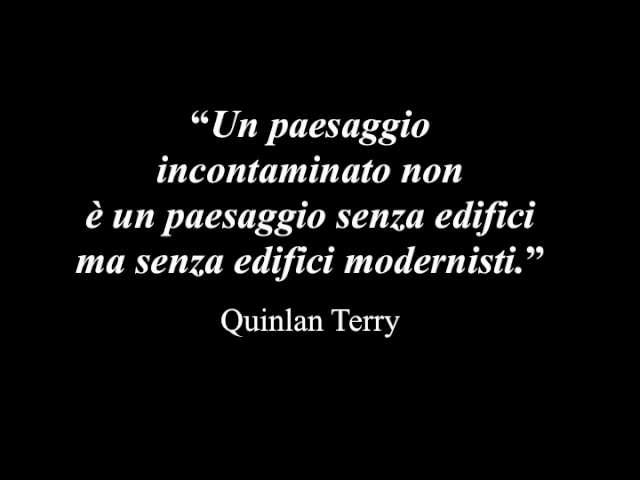 “Un paesaggio
incontaminato non
è un paesaggio senza edifici
ma senza edifici modernisti.”
Quinlan Terry